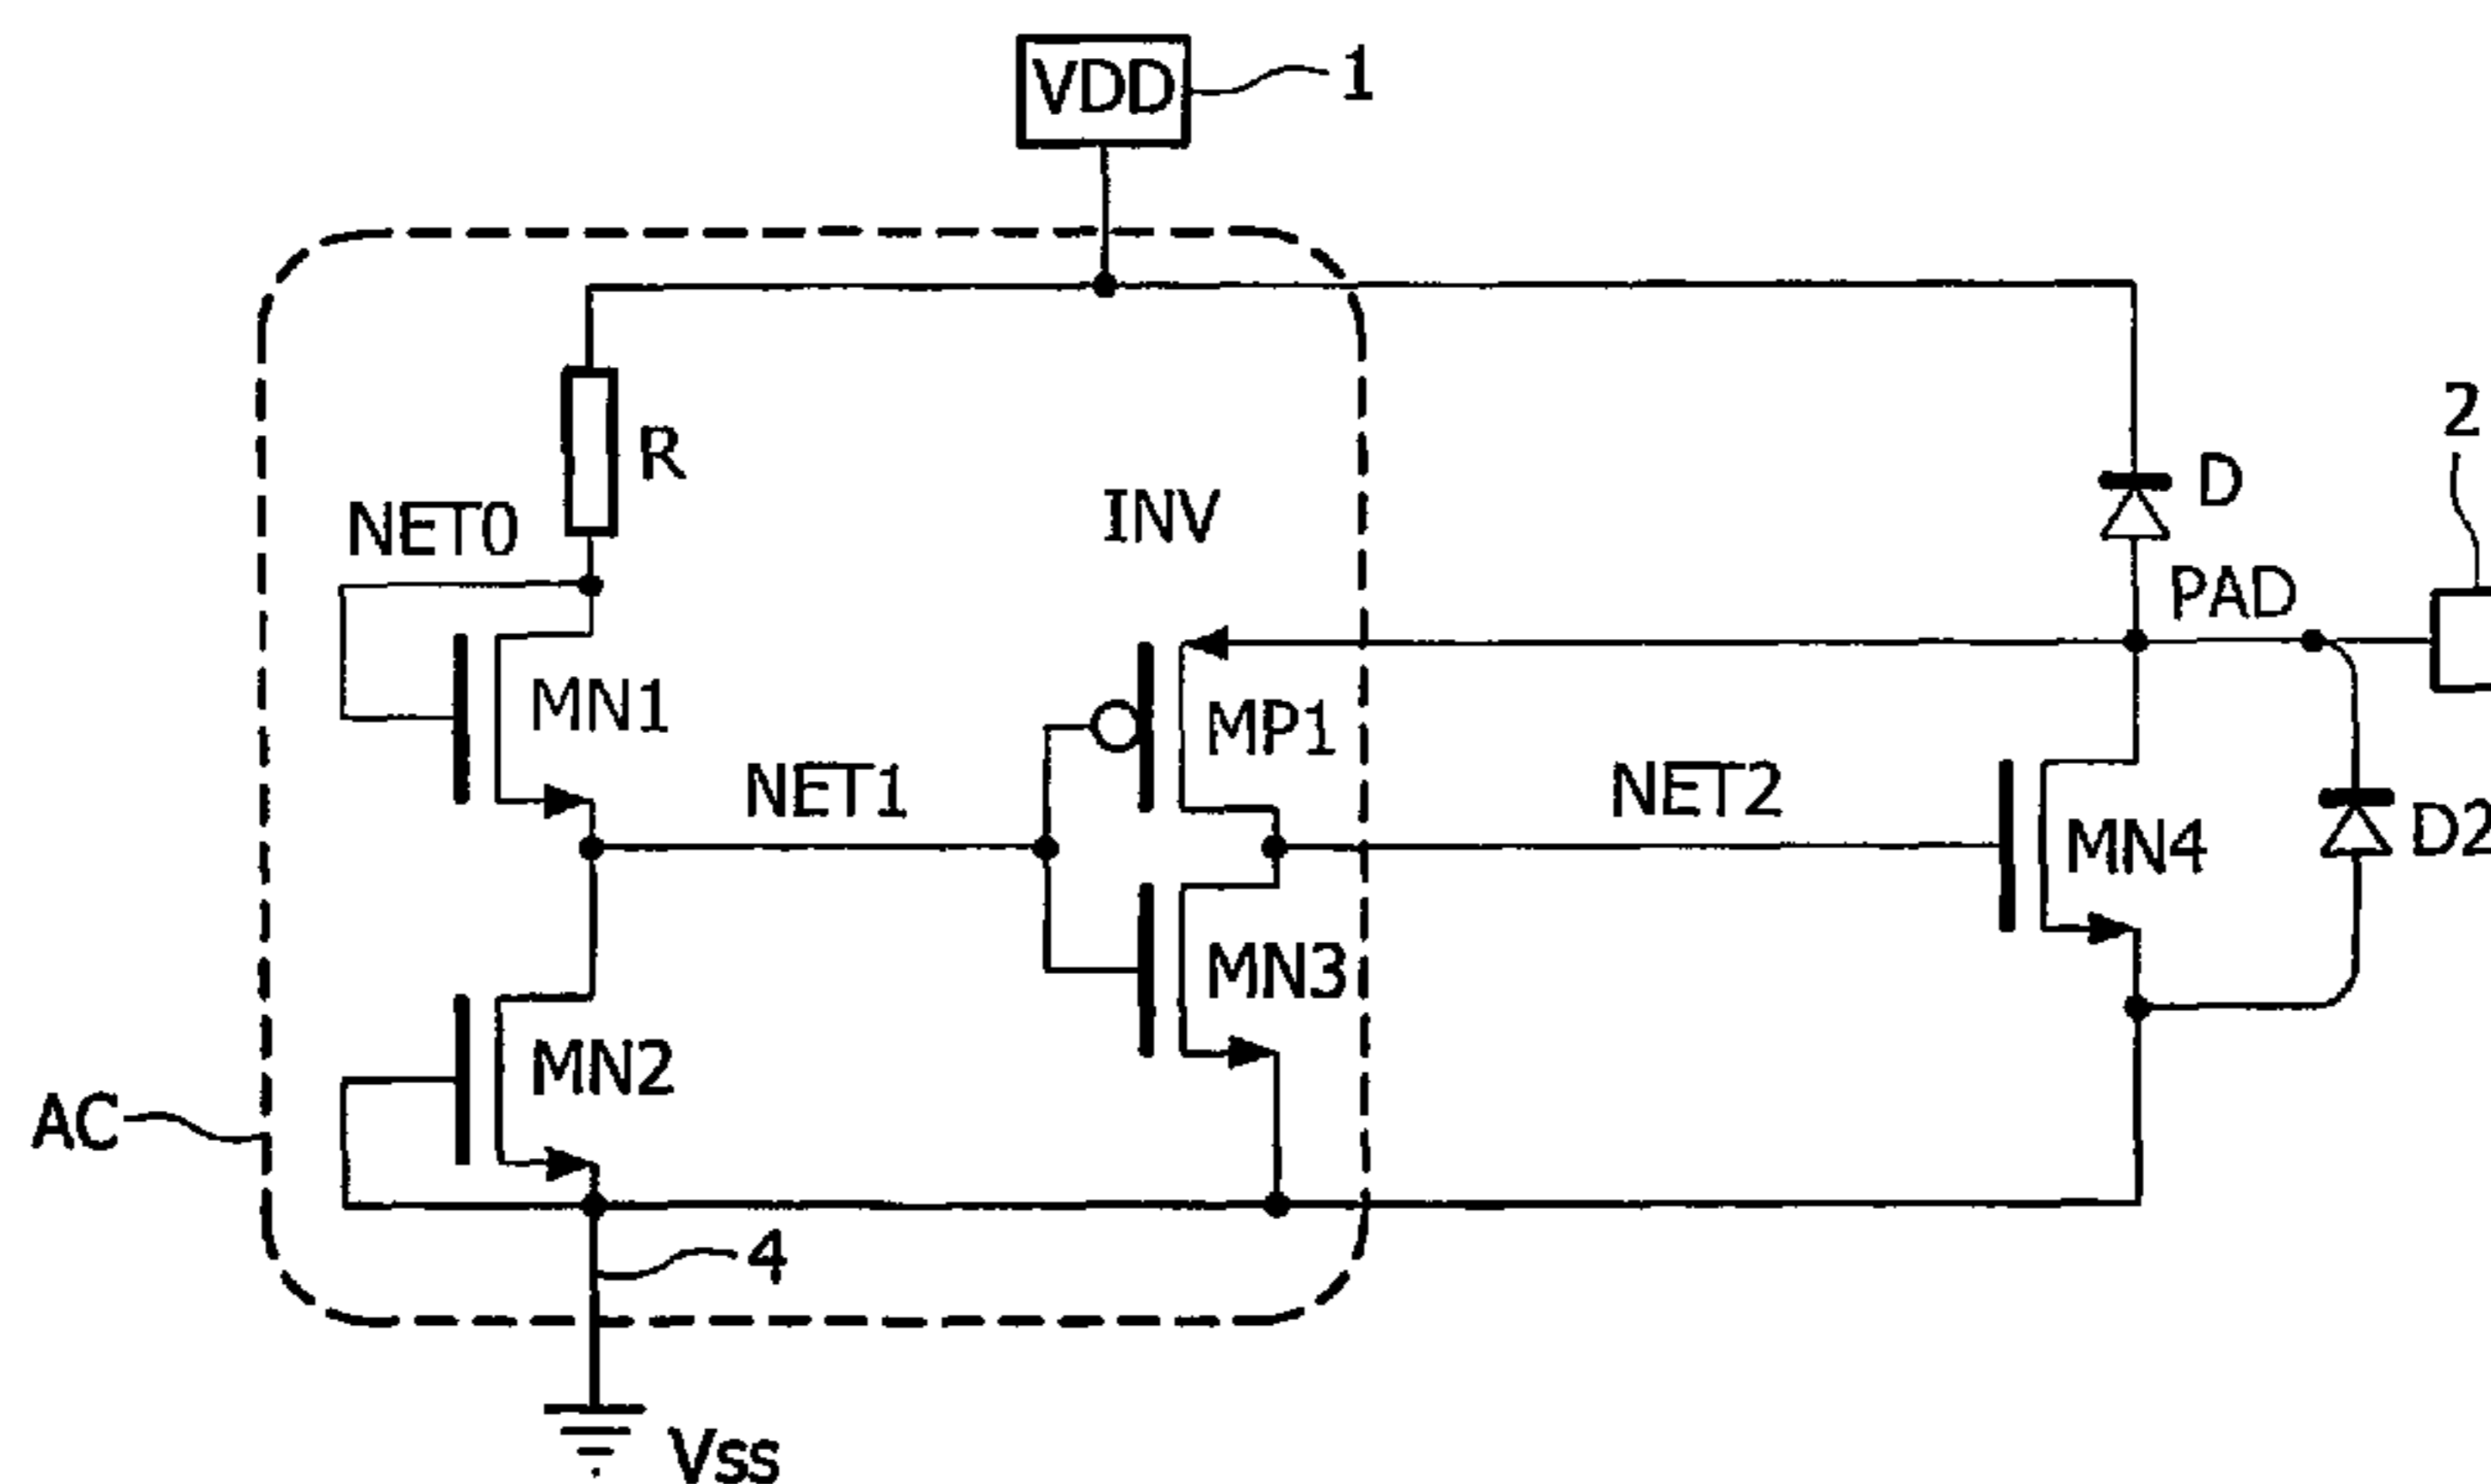 VDD
1
2
R
NET0
INV
D
PAD
MN1
MP1
NET1
NET2
MN4
D2
MN3
MN2
AC
4
Vss